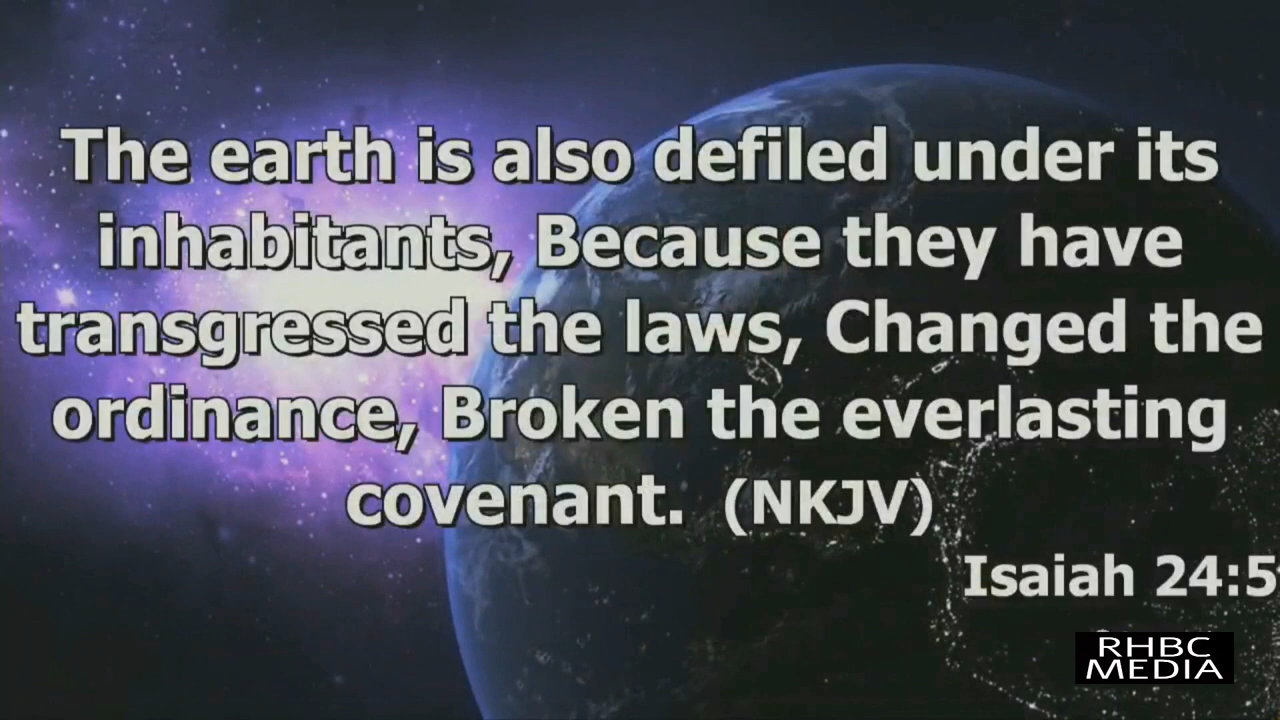 The earth is also defiled under its
inhabitants, Because they have
transgressed the laws, Changed the
ordinance, Broken the everlasting
covenant. (NKJV)
Isaiah 24:5
RHBC
MEDIA